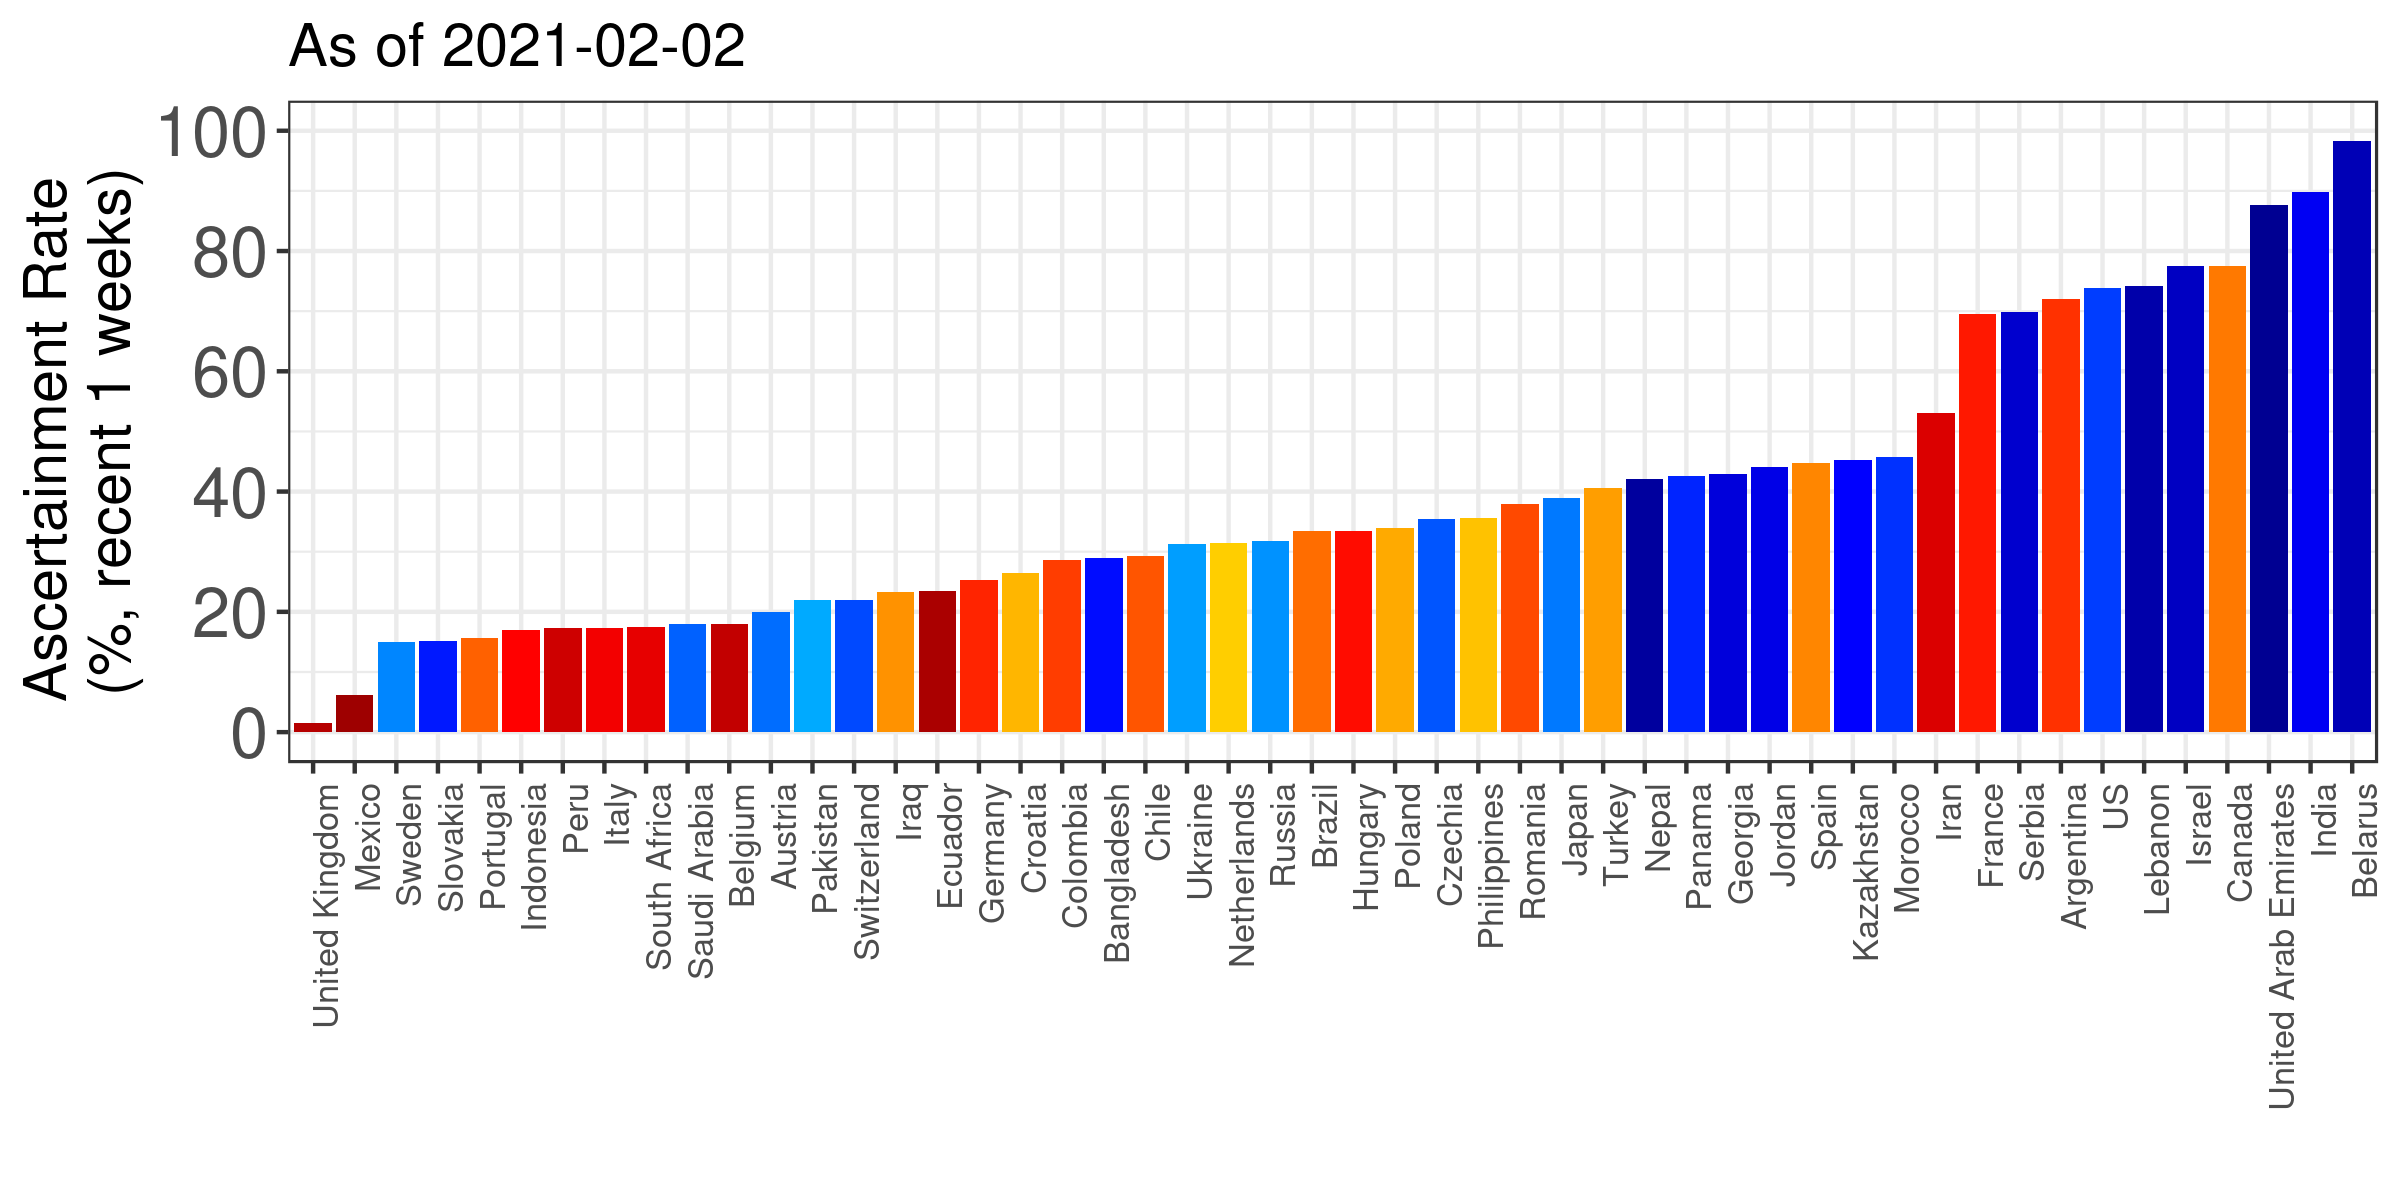 As of 2021-02-02
Ascertainment Rate
(%, recent 1 weeks)
100
80
60
40
20
0
United Kingdom
Mexico
Sweden
Slovakia
Portugal
Indonesia
Peru
Italy
South Africa
Saudi Arabia
Belgium
Austria
Pakistan
Switzerland
Iraq
Ecuador
Germany
Croatia
Colombia
Bangladesh
Chile
Ukraine
Netherlands
Russia
Brazil
Hungary
Poland
Czechia
Philippines
Romania
Japan
Turkey
Nepal
Panama
Georgia
Jordan
Spain
Kazakhstan
Morocco
Iran
France
Serbia
Argentina
US
Lebanon
Israel
Canada
United Arab Emirates
India
Belarus